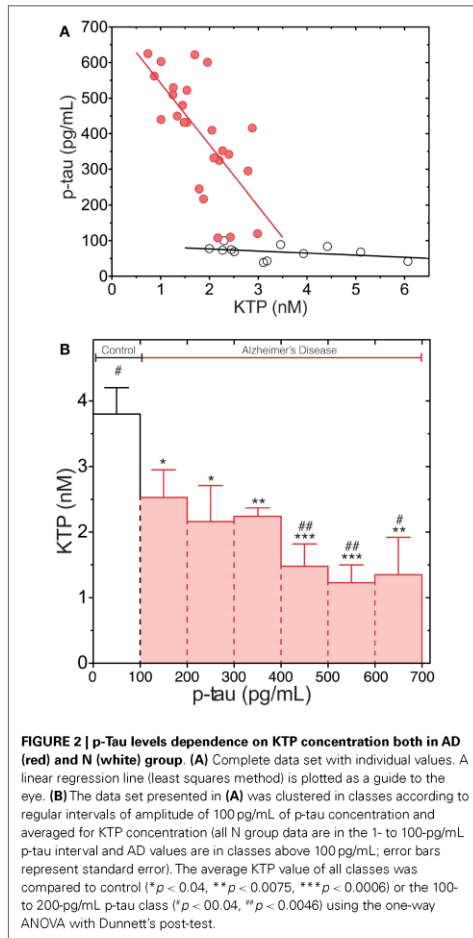 A
700
600
500
400
300
200
100
0
p-tau (pg/mL)
0 1 2 3 4 5 6
KTP (nM)
B
Control Alzheimer's Disease
#
* * ** ## *** ## *** # **
4
3
2
1
0
KTP (nM)
0 100 200 300 400 500 600 700
p-tau (pg/mL)
FIGURE 2 | p-Tau levels dependence on KTP concentration both in AD
(red) and N (white) group. (A) Complete data set with individual values. A
linear regression line (least squares method) is plotted as a guide to the
eye. (B) The data set presented in (A) was clustered in classes according to
regular intervals of amplitude of 100 pg/mL of p-tau concentration and
averaged for KTP concentration (all N group data are in the 1- to 100-pg/mL
p-tau interval and AD values are in classes above 100 pg/mL; error bars
represent standard error). The average KTP value of all classes was
compared to control (*p < 0.04, **p < 0.0075, ***p < 0.0006) or the 100-
to 200-pg/mL p-tau class (#p < 00.04, ##p < 0.0046) using the one-way
ANOVA with Dunnett's post-test.